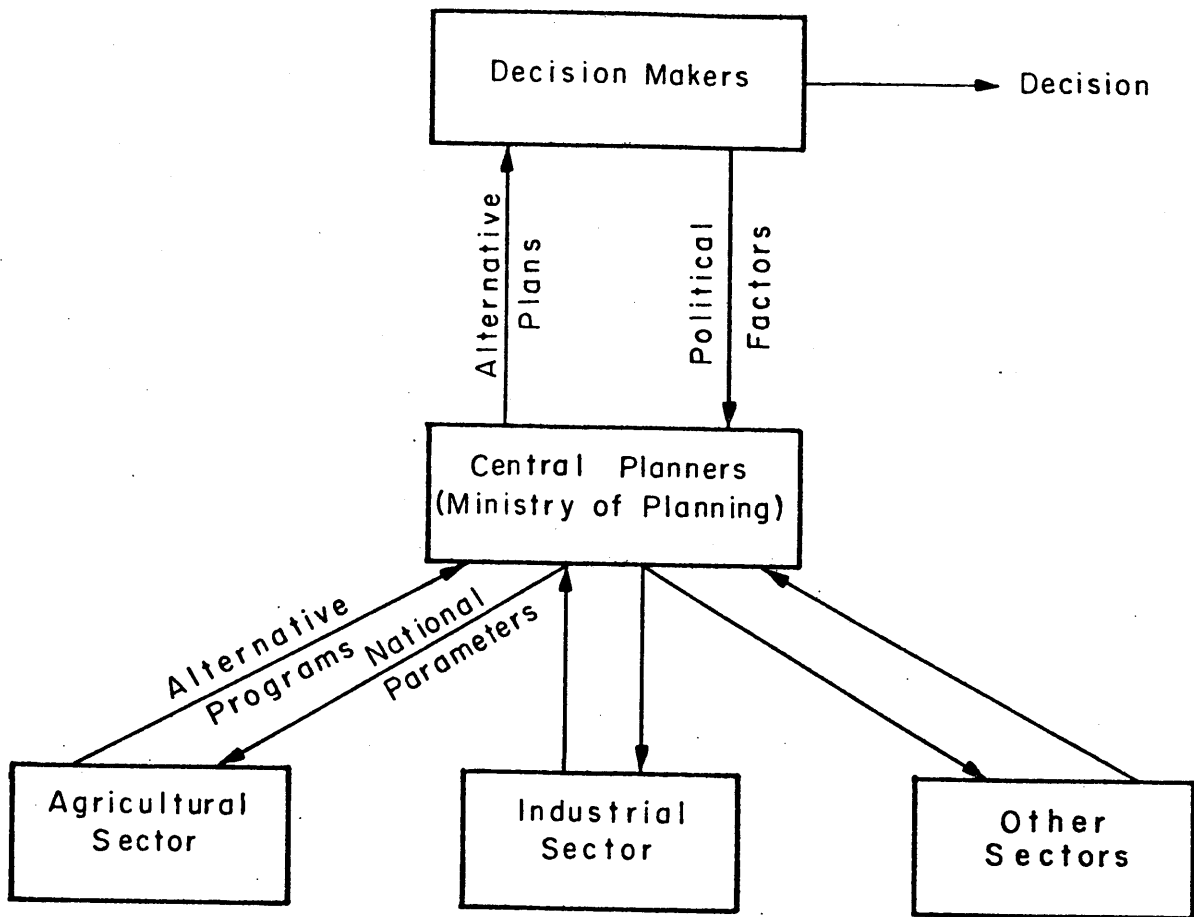 Decision Makers
Decision
Alternative
Plans
Political
Factors
Central Planners
(Ministry of Planning)
Alternative
Programs
National
Parameters
Agricultural
Sector
Industrial
Sector
Other
Sectors